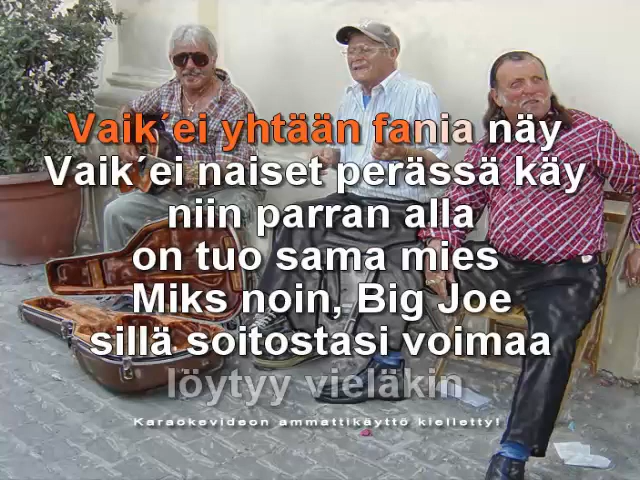 Vaik´ei yhtään fania näy
Vaik´ei naiset perässä käy
niin parran alla
on tuo sama mies
Miks noin, Big Joe
sillä soitostasi voimaa
löytyy vieläkin
Karaokevideon ammattikäyttö kielletty!